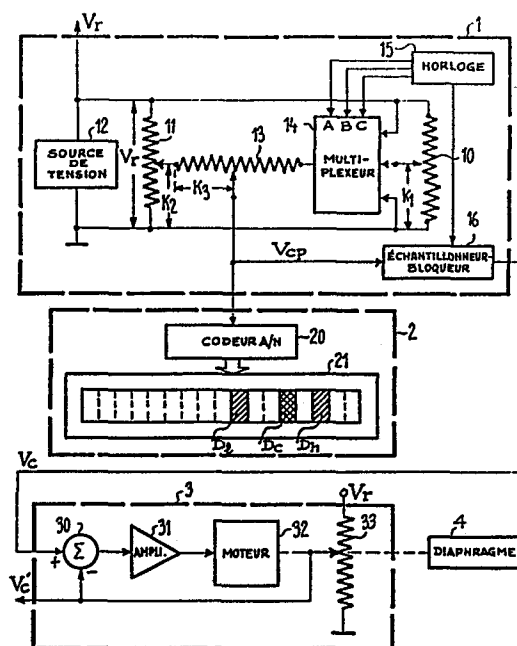 Vr
1
15
HORLOGE
12
SOURCE
DE
TENSION
Vr
11
13
14
A B C
MULTI-
PLEXEUR
10
K1
K2
K3
16
Vcp
ÉCHANTILLONNEUR-
BLOQUEUR
CODEUR A/N
20
2
21
Dl
Dc
Dh
Vc
3
30
Σ
+
-
31
AMPLI.
32
MOTEUR
Vr
33
4
DIAPHRAGME
Vc'